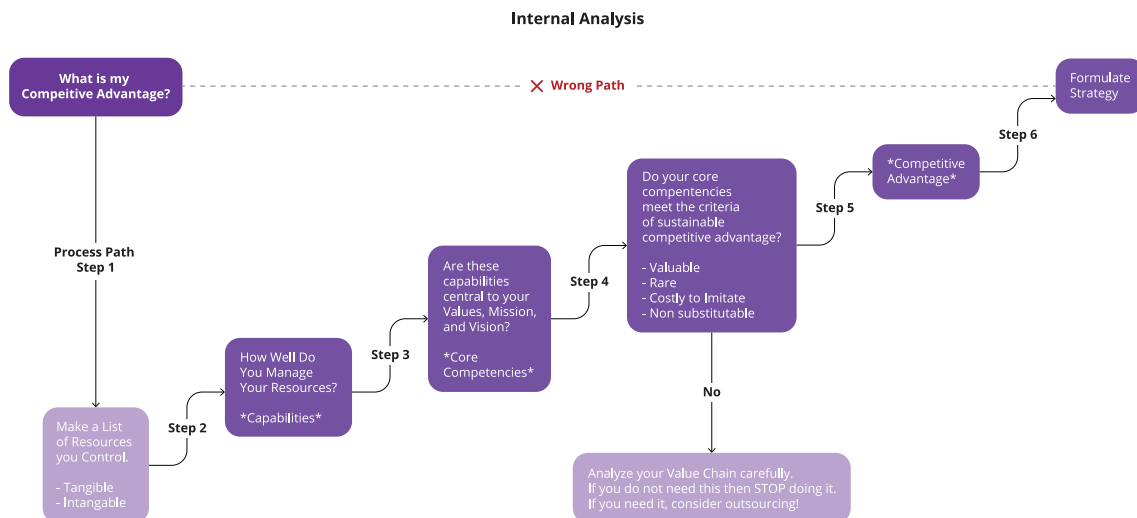 Internal Analysis
What is my
Compeitive Advantage?
Wrong Path
Formulate
Strategy
Process Path
Step 1
Make a List
of Resources
you Control.
- Tangible
- Intangable
Step 2
How Well Do
You Manage
Your Resources?
*Capabilities*
Step 3
Are these
capabilities
central to your
Values, Mission,
and Vision?
*Core
Competencies*
Step 4
Do your core
compentencies
meet the criteria
of sustainable
competitive advantage?
- Valuable
- Rare
- Costly to Imitate
- Non substitutable
No
Analyze your Value Chain carefully.
If you do not need this then STOP doing it.
If you need it, consider outsourcing!
Step 5
*Competitive
Advantage*
Step 6